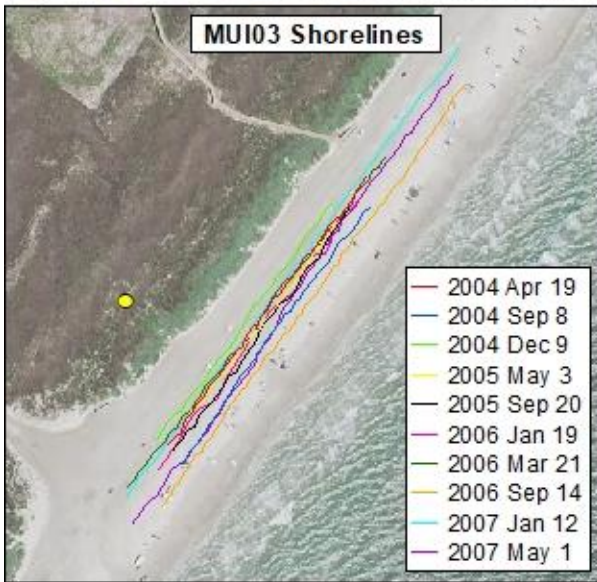 MUI03 Shorelines
2004 Apr 19
2004 Sep 8
2004 Dec 9
2005 May 3
2005 Sep 20
2006 Jan 19
2006 Mar 21
2006 Sep 14
2007 Jan 12
2007 May 1